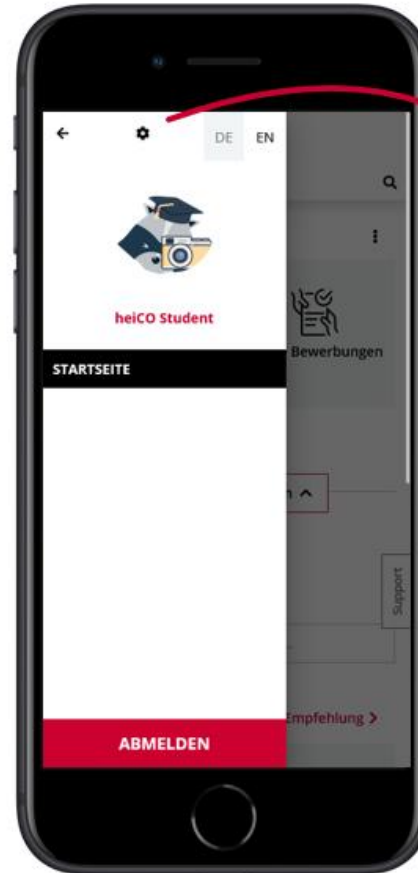 DE EN
heiCO Student
Bewerbungen
STARTSEITE
Support
Empfehlung
ABMELDEN